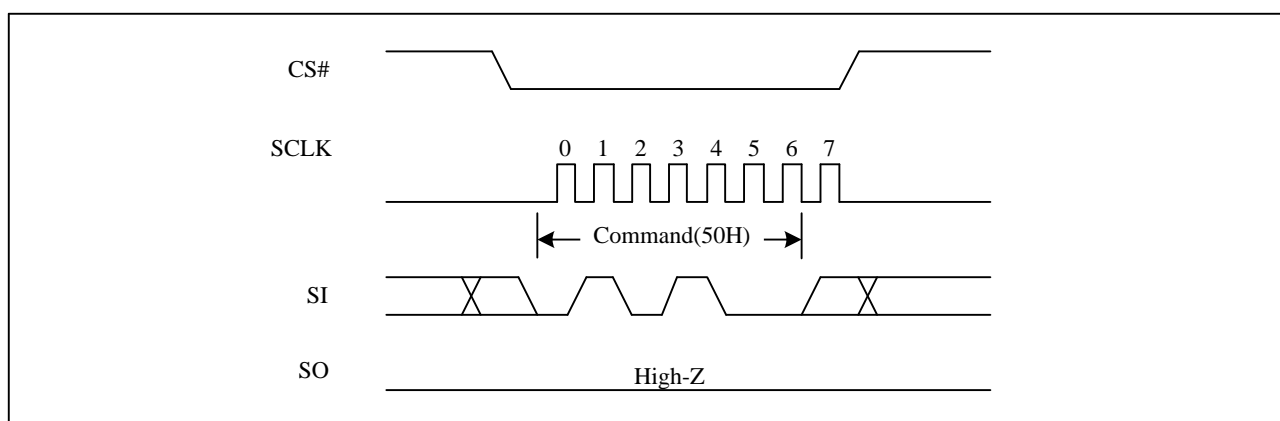 CS#
SCLK
0 1 2 3 4 5 6 7
Command(50H)
SI
SO
High-Z